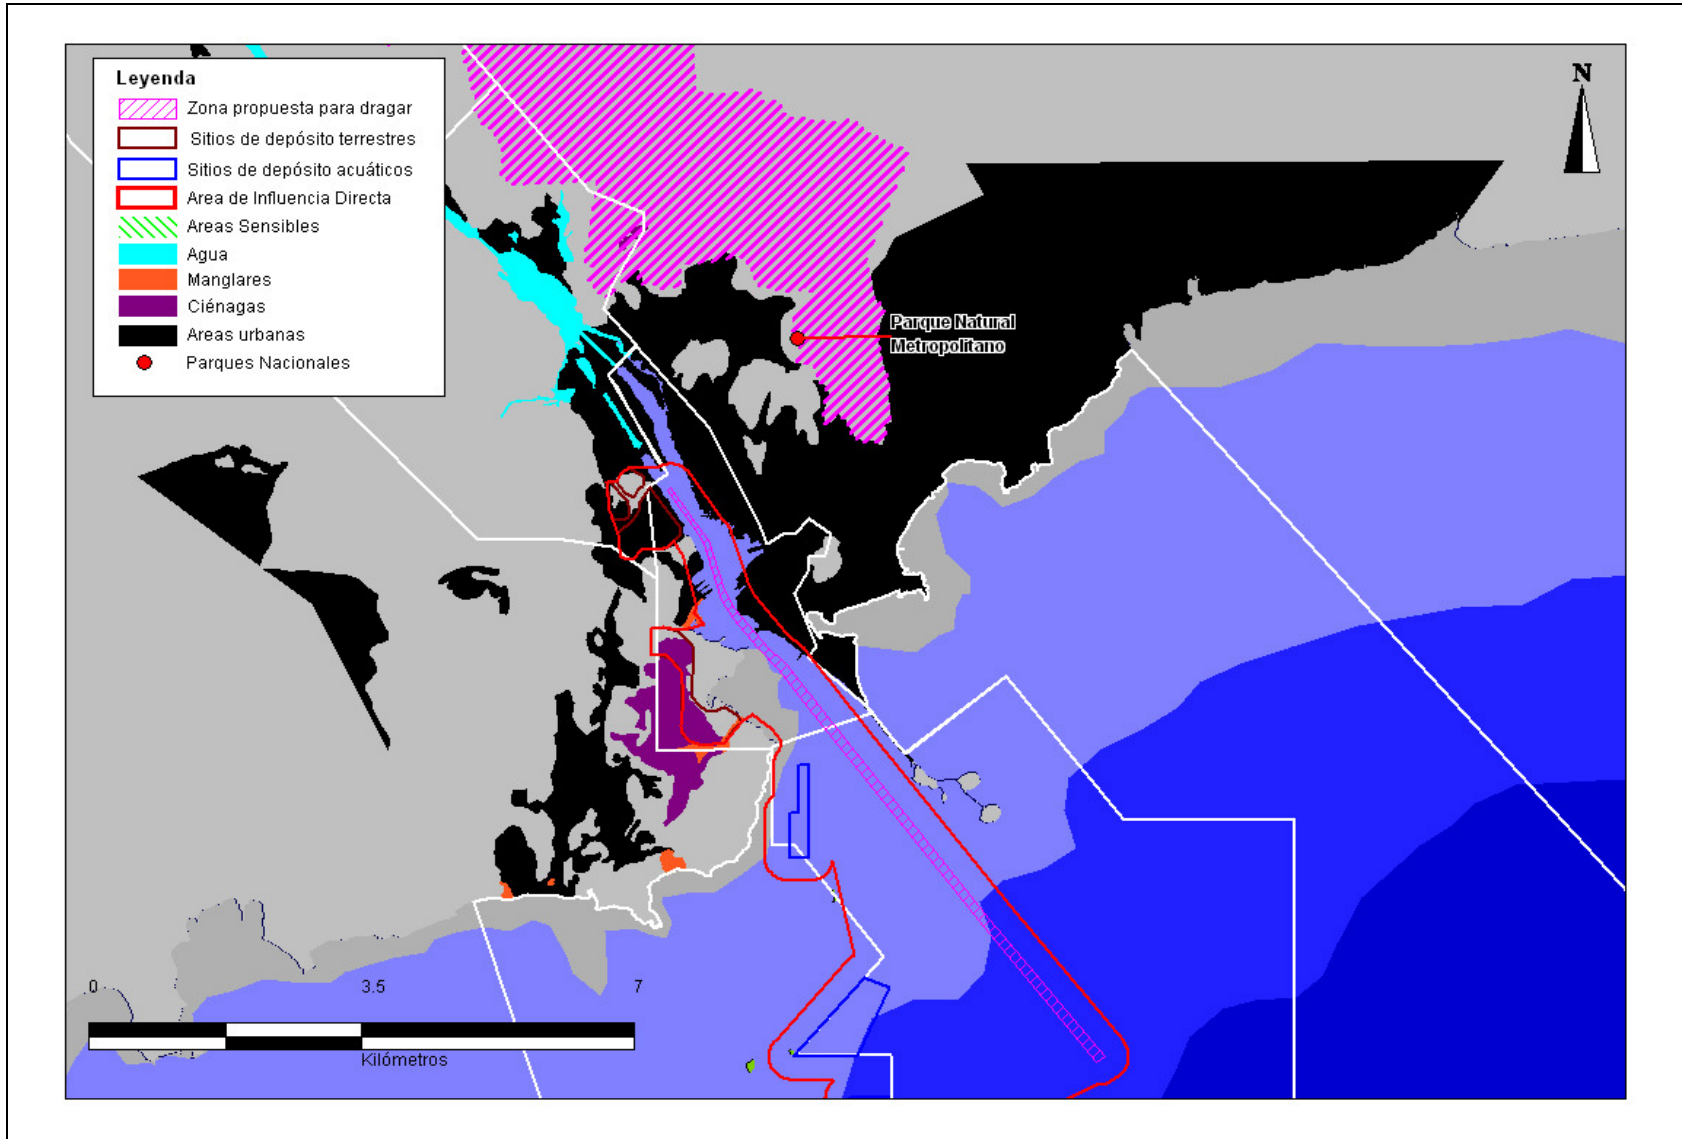 Leyenda
Zona propuesta para dragar
Sitios de depósito terrestres
Sitios de depósito acuáticos
Area de Influencia Directa
Areas Sensibles
Agua
Manglares
Ciénagas
Areas urbanas
Parques Nacionales
N
Parque Natural
Metropolitano
0 3.5 7
Kilómetros